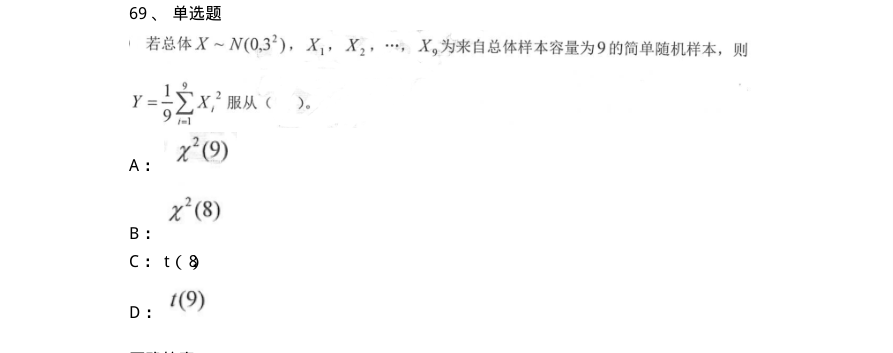 69、 单选题
若总体 X ~ N(0,3²)，X₁，X₂，…，X₉为来自总体样本容量为9的简单随机样本，则
Y = 1/9 ∑_{i=1}^{9} X_i² 服从（ ）。
A： χ²(9)
B： χ²(8)
C： t（8）
D： t(9)